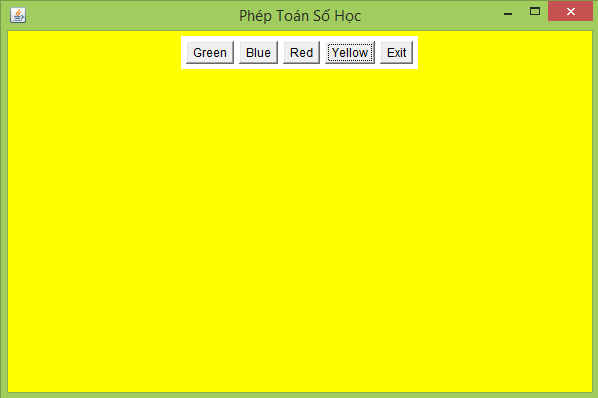 Phép Toán Số Học
Green Blue Red Yellow Exit